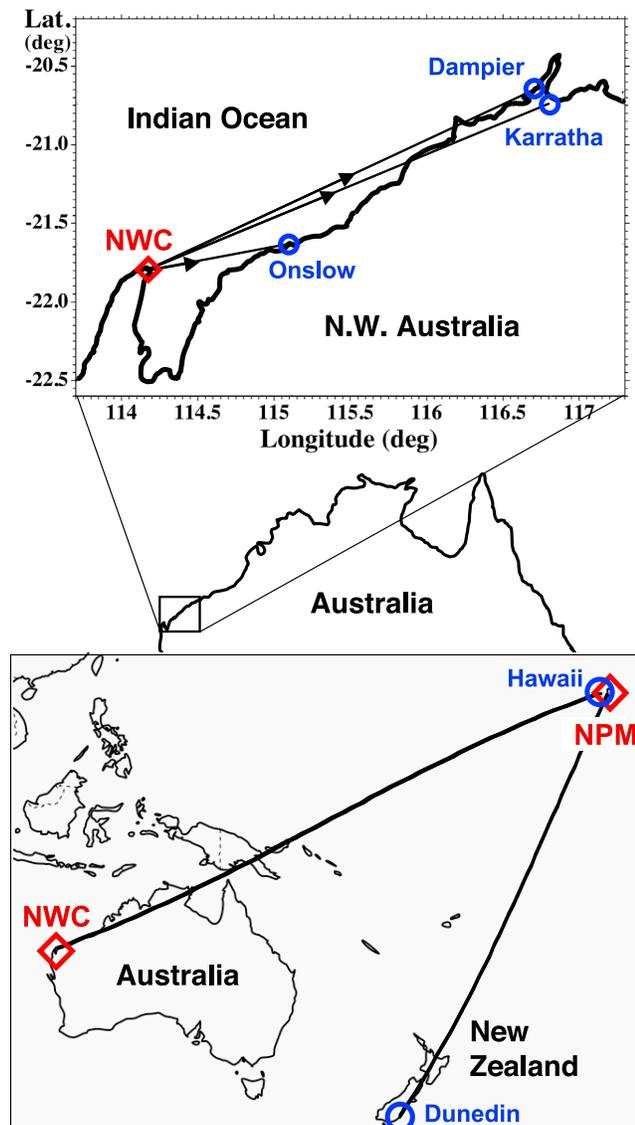 Lat.
(deg)
-20.5
-21.0
-21.5
-22.0
-22.5
Dampier
Indian Ocean
Karratha
NWC
Onslow
N.W. Australia
114
114.5
115
115.5
116
116.5
117
Longitude (deg)
Australia
Hawaii
NPM
NWC
Australia
New
Zealand
Dunedin